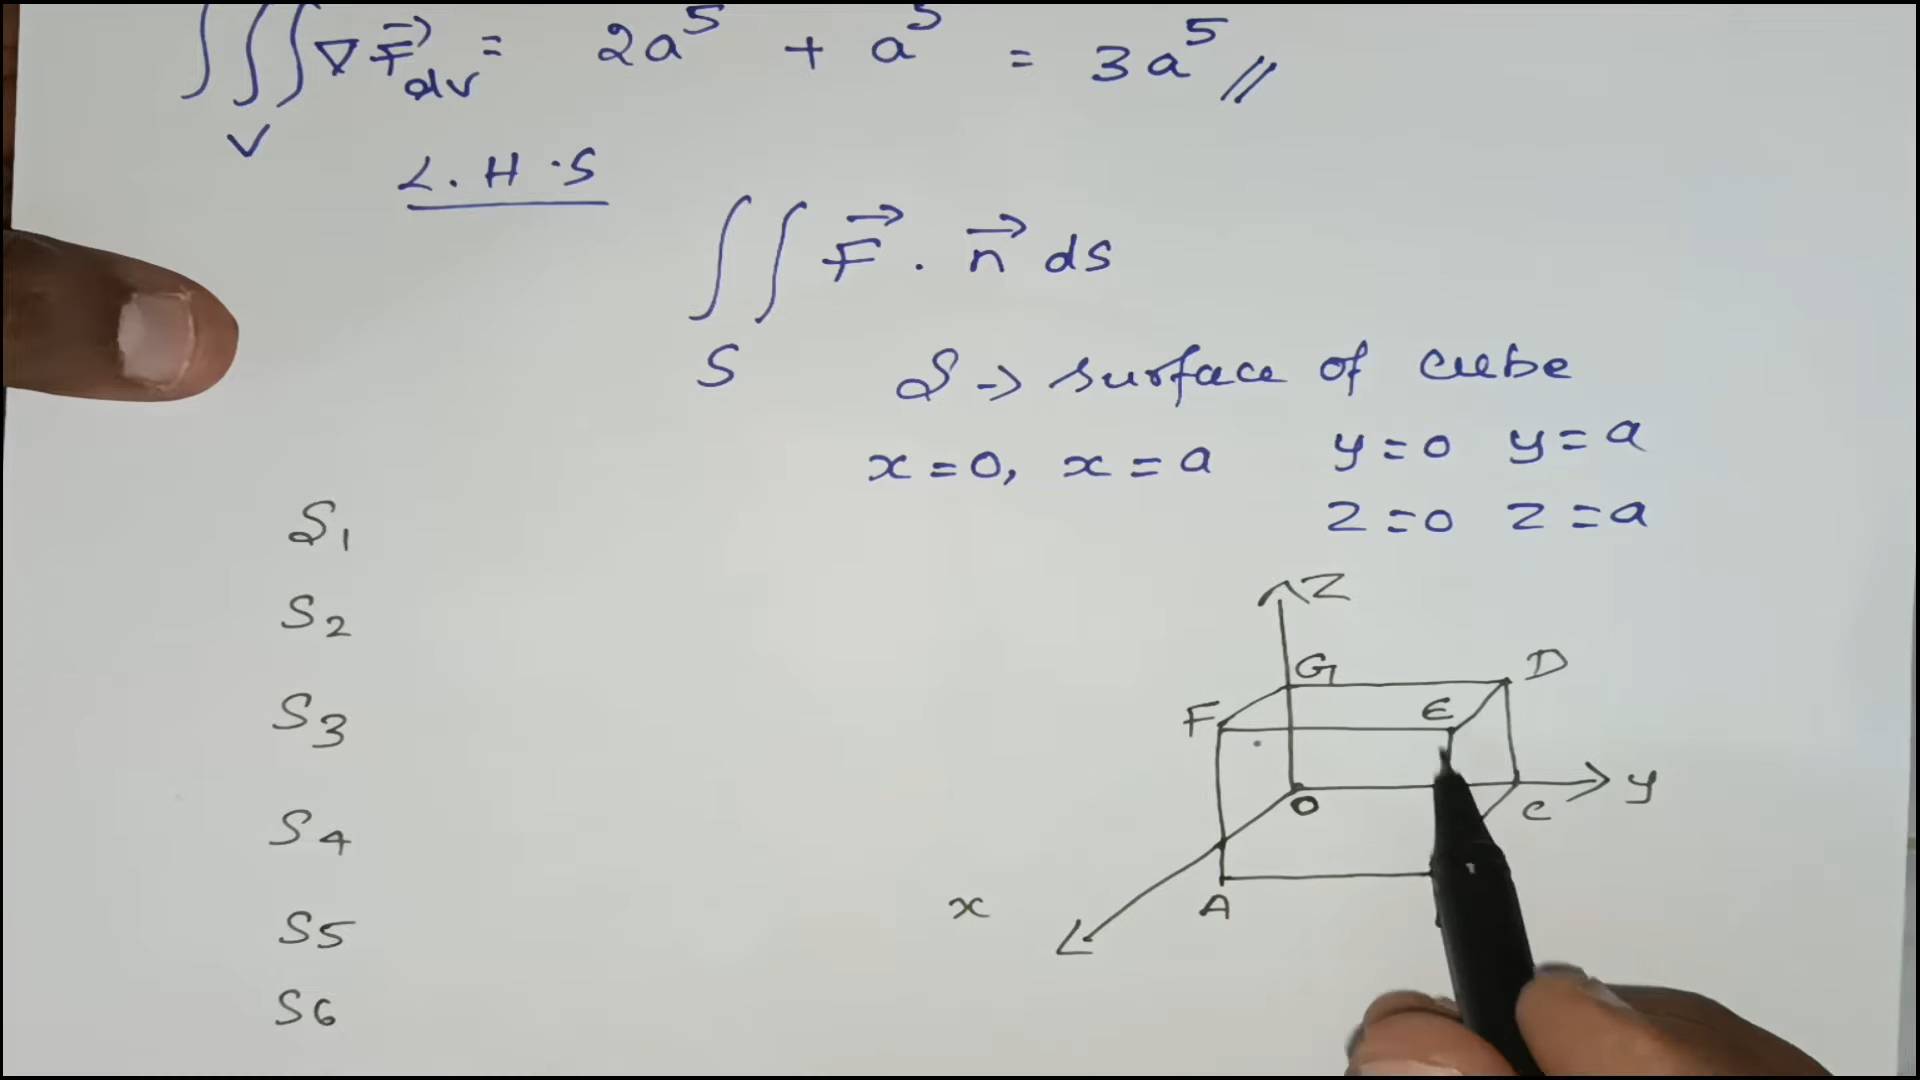 ∫∫∫ ∇ F⃗ dv = 2a⁵ + a⁵ = 3a⁵ //
V
L.H.S
∫∫ F⃗ . n⃗ ds
S
S → surface of cube
x = 0, x = a y = 0 y = a
z = 0 z = a
S1
S2
S3
S4
S5
S6
Z
G D
F E
O C y
x A